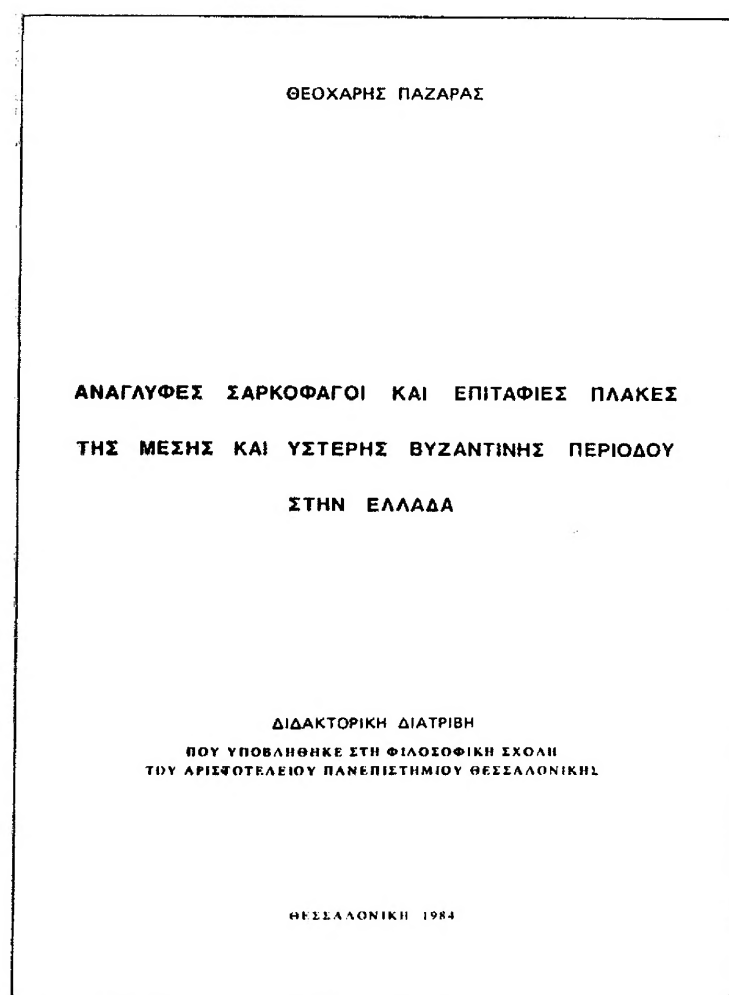 ΘΕΟΧΑΡΗΣ ΠΑΖΑΡΑΣ
ΑΝΑΓΛΥΦΕΣ ΣΑΡΚΟΦΑΓΟΙ ΚΑΙ ΕΠΙΤΑΦΙΕΣ ΠΛΑΚΕΣ
ΤΗΣ ΜΕΣΗΣ ΚΑΙ ΥΣΤΕΡΗΣ ΒΥΖΑΝΤΙΝΗΣ ΠΕΡΙΟΔΟΥ
ΣΤΗΝ ΕΛΛΑΔΑ
ΔΙΔΑΚΤΟΡΙΚΗ ΔΙΑΤΡΙΒΗ
ΠΟΥ ΥΠΟΒΛΗΘΗΚΕ ΣΤΗ ΦΙΛΟΣΟΦΙΚΗ ΣΧΟΛΗ
ΤΟΥ ΑΡΙΣΤΟΤΕΛΕΙΟΥ ΠΑΝΕΠΙΣΤΗΜΙΟΥ ΘΕΣΣΑΛΟΝΙΚΗΣ
ΘΕΣΣΑΛΟΝΙΚΗ 1984